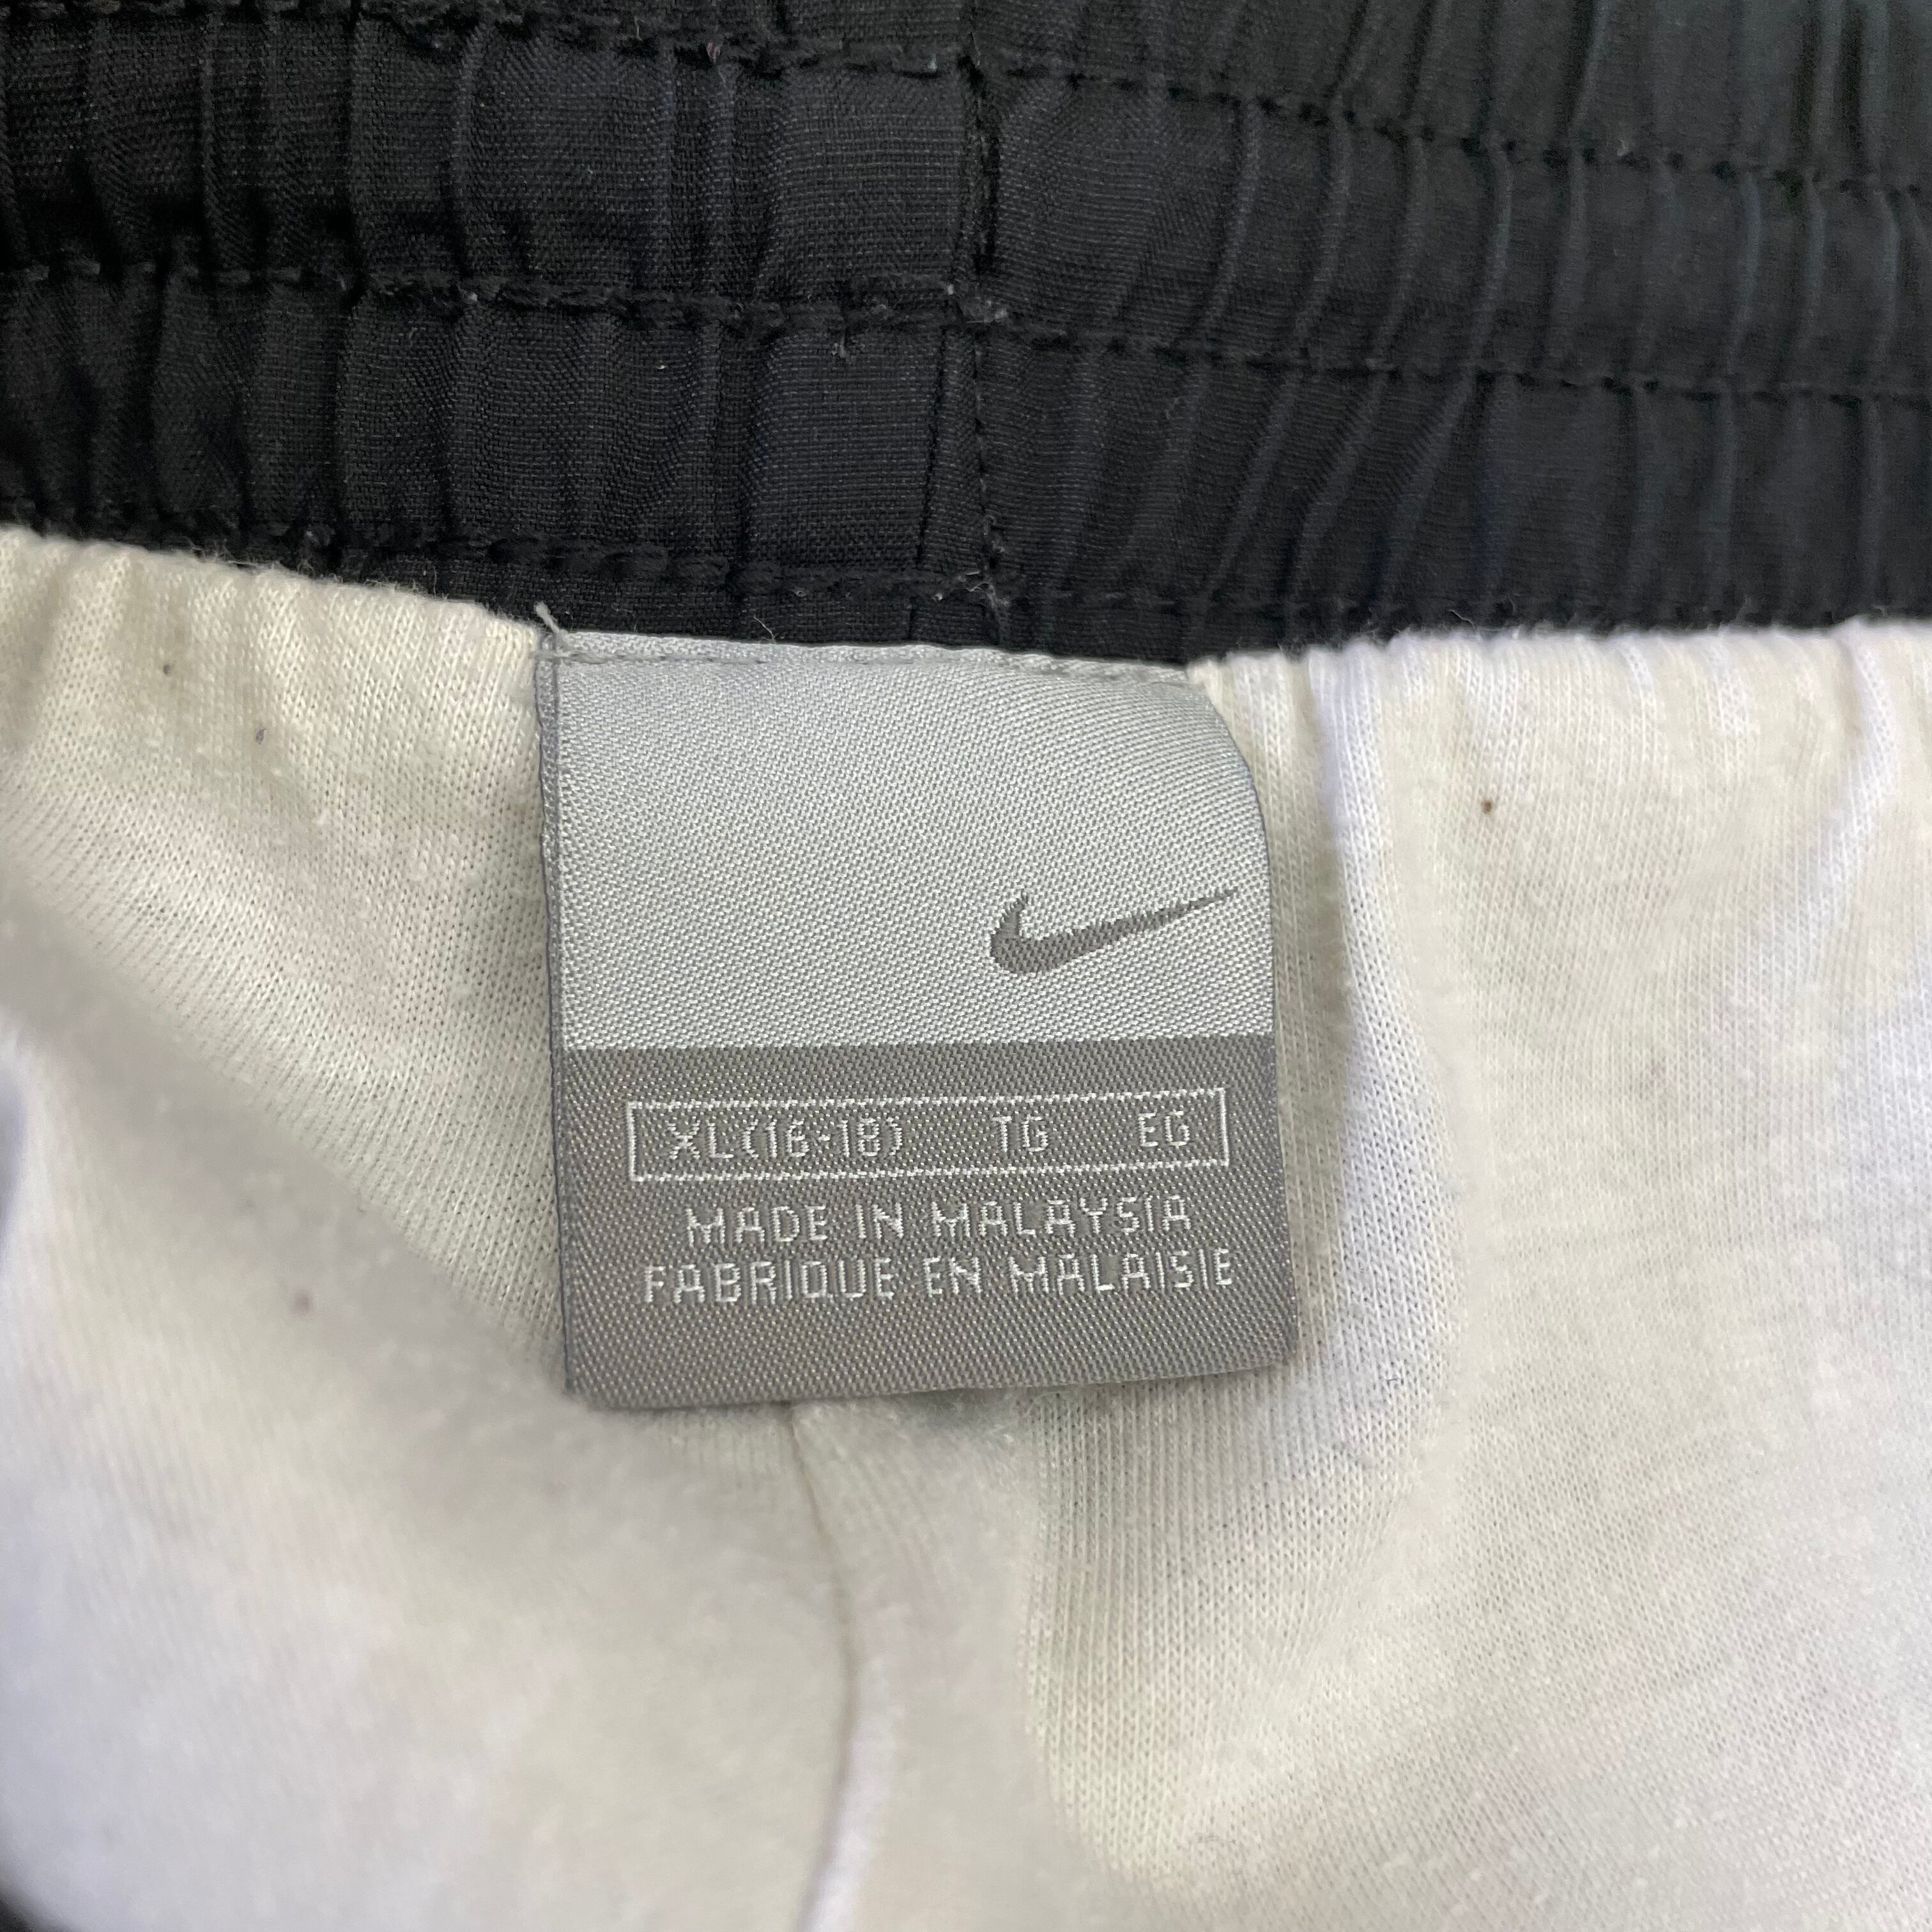 XL(16-18) TG EG
MADE IN MALAYSIA
FABRIQUE EN MALAISIE